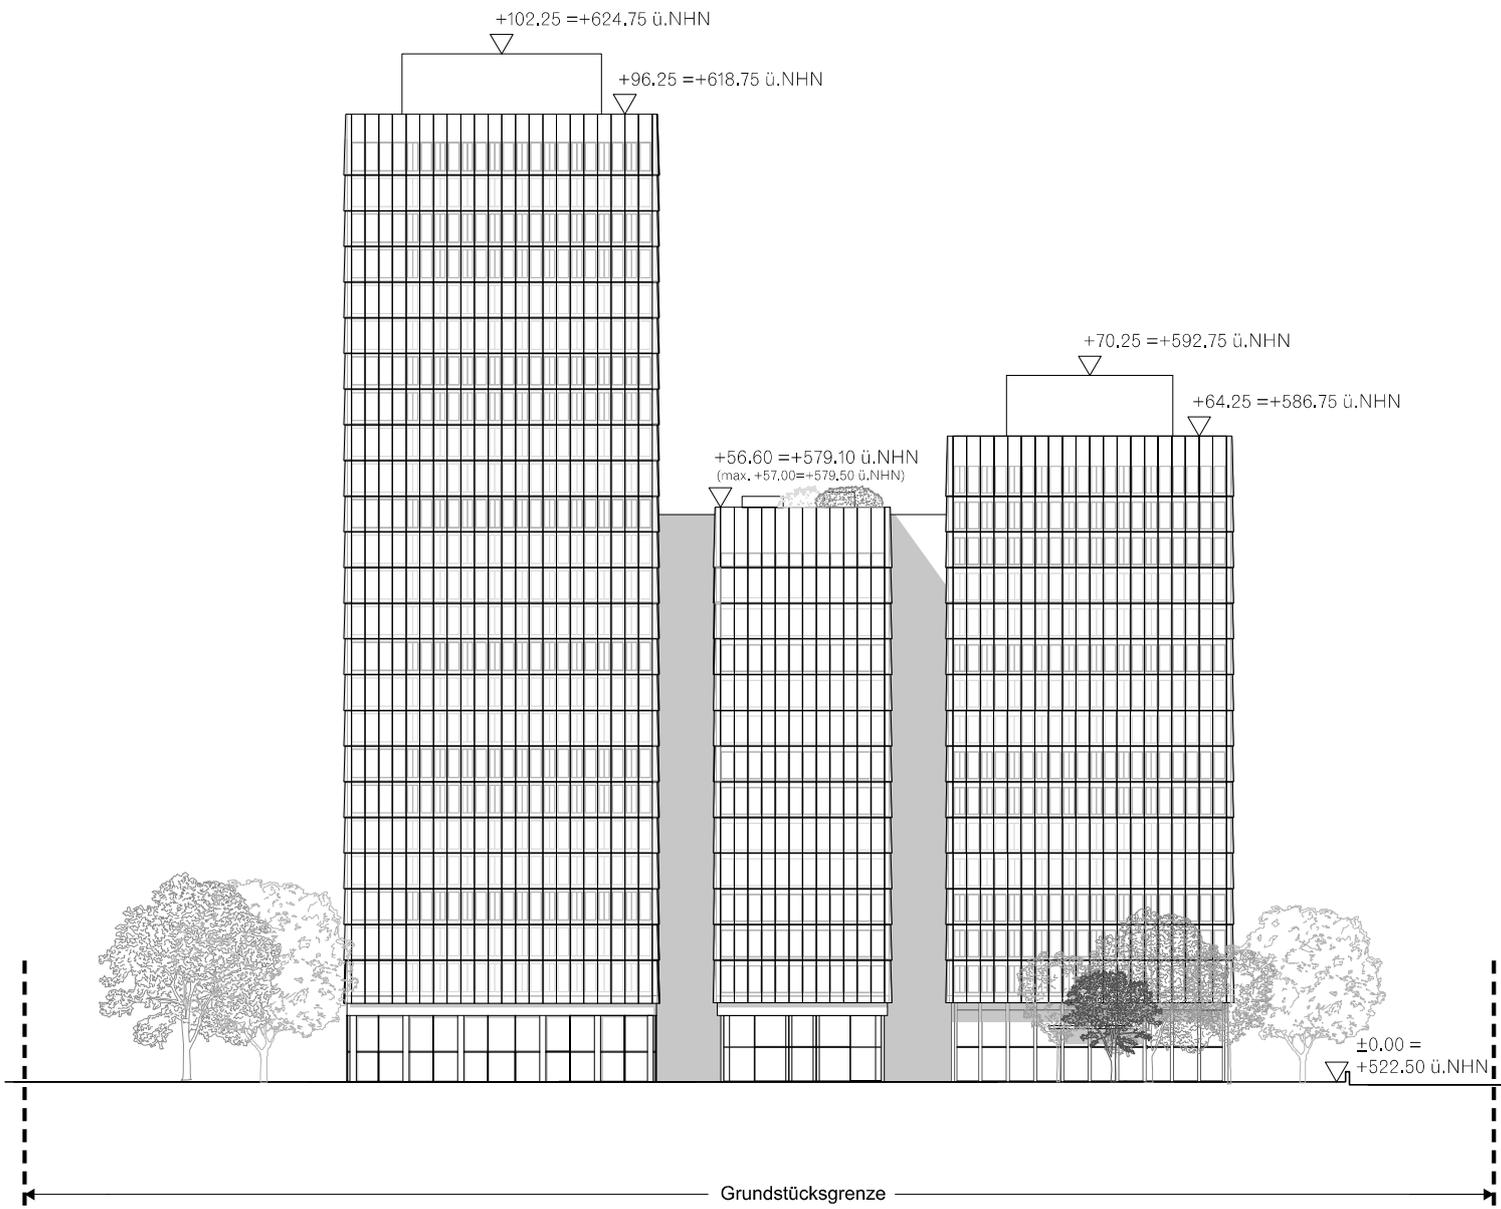 +102.25 =+624.75 ü.NHN
+96.25 =+618.75 ü.NHN
+70.25 =+592.75 ü.NHN
+64.25 =+586.75 ü.NHN
+56.60 =+579.10 ü.NHN
(max. +57.00=+579.50 ü.NHN)
±0.00 =
+522.50 ü.NHN
Grundstücksgrenze